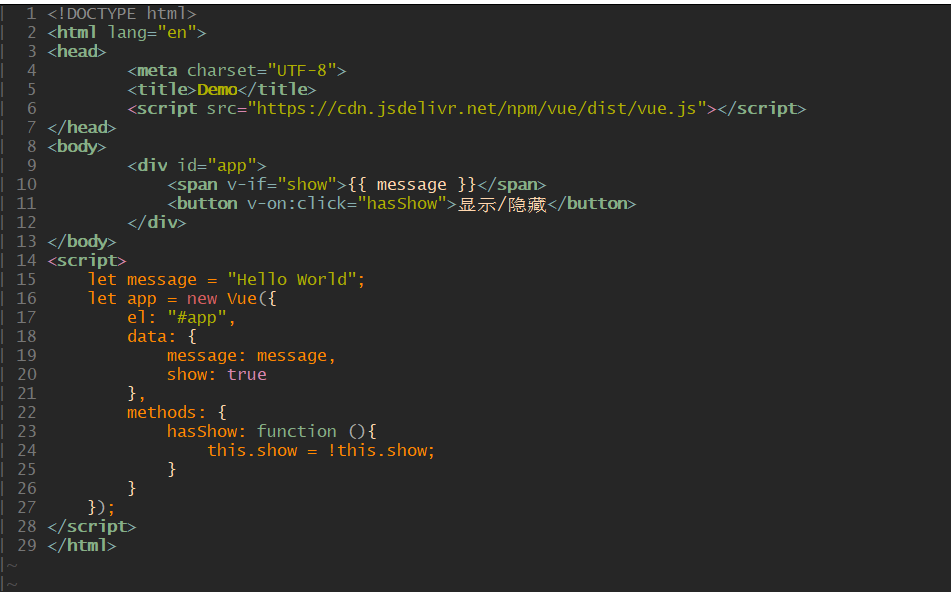 1 <!DOCTYPE html>
2 <html lang="en">
3 <head>
4         <meta charset="UTF-8">
5         <title>Demo</title>
6         <script src="https://cdn.jsdelivr.net/npm/vue/dist/vue.js"></script>
7 </head>
8 <body>
9         <div id="app">
10             <span v-if="show">{{ message }}</span>
11             <button v-on:click="hasShow">显示/隐藏</button>
12         </div>
13 </body>
14 <script>
15     let message = "Hello World";
16     let app = new Vue({
17         el: "#app",
18         data: {
19             message: message,
20             show: true
21         },
22         methods: {
23             hasShow: function (){
24                 this.show = !this.show;
25             }
26         }
27     });
28 </script>
29 </html>
~
~